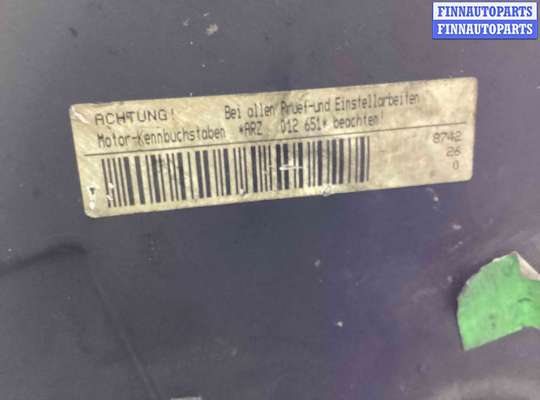 FINNAUTOPARTS
FINNAUTOPARTS
ACHTUNG! Bei allen Pruef-und Einstellarbeiten
Motor-Kennbuchstaben *ARZ 012 651* beachten!
8742
26
0